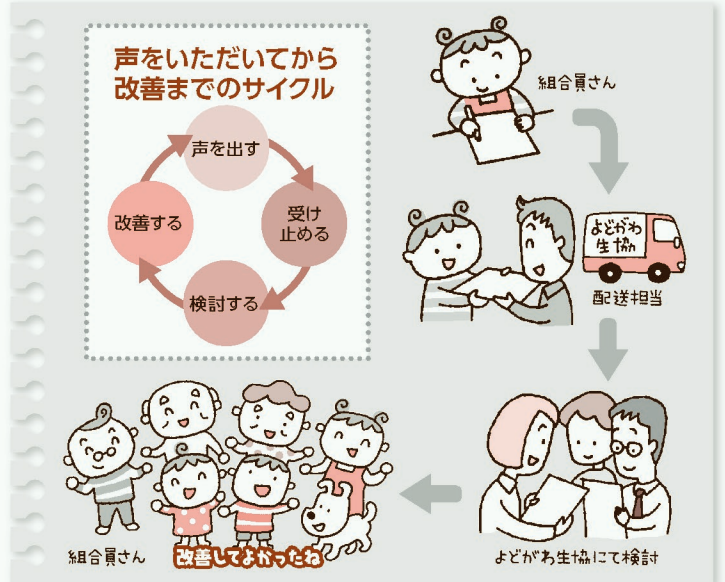 声をいただいてから
改善までのサイクル
声を出す
受け
止める
検討する
改善する
組合員さん
よどがわ
生協
配送担当
よどがわ生協にて検討
組合員さん
改善してよかったね